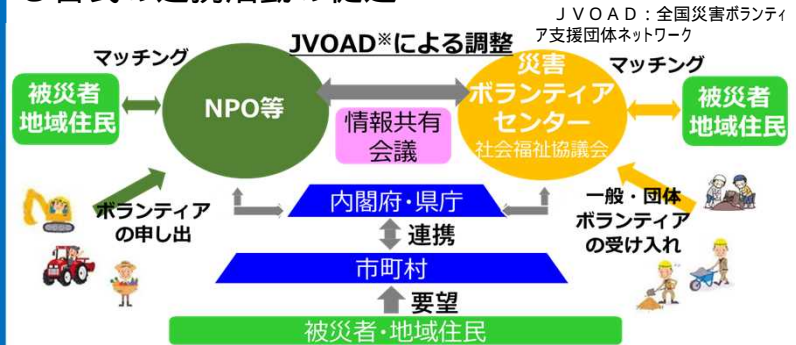 ＪＶＯＡＤ：全国災害ボランティ
ア支援団体ネットワーク
JVOAD※による調整
マッチング
マッチング
被災者
地域住民
NPO等
情報共有
会議
災害
ボランティア
センター
社会福祉協議会
被災者
地域住民
ボランティア
の申し出
内閣府・県庁
一般・団体
ボランティア
の受け入れ
連携
市町村
要望
被災者・地域住民